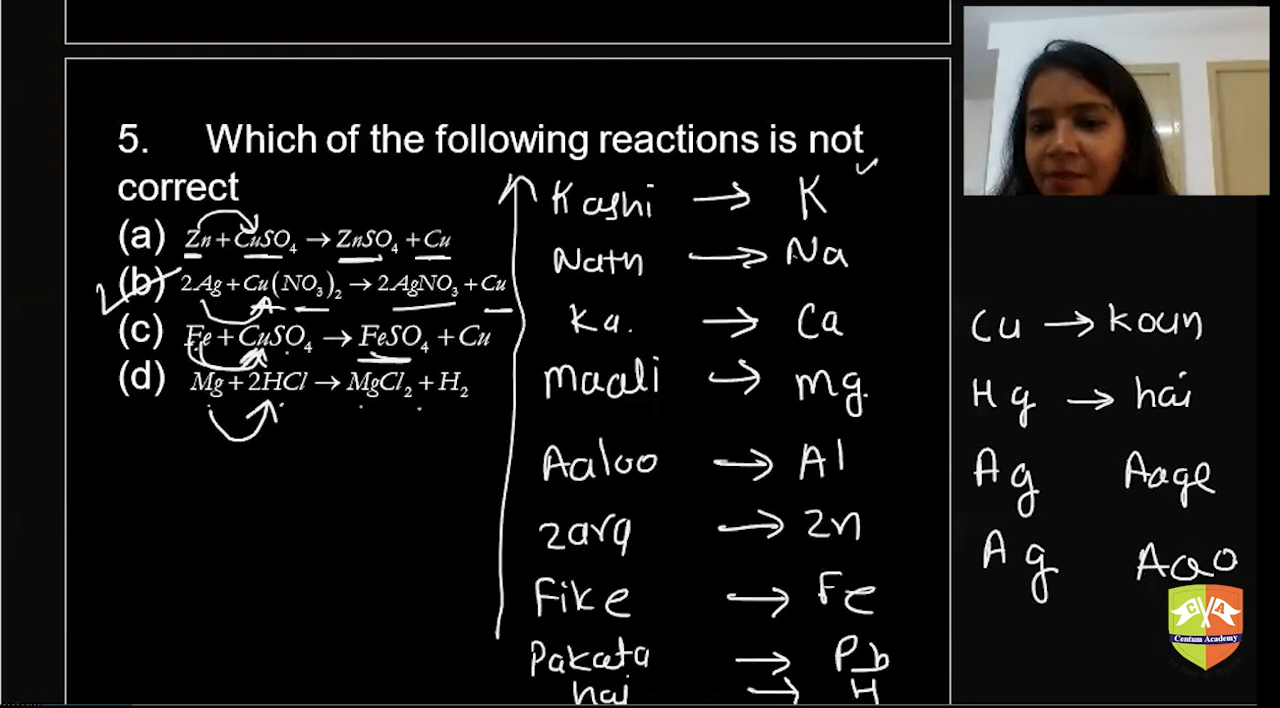 5. Which of the following reactions is not
correct
(a) Zn + CuSO₄ → ZnSO₄ + Cu
(b) 2Ag + Cu(NO₃)₂ → 2AgNO₃ + Cu
(c) Fe + CuSO₄ → FeSO₄ + Cu
(d) Mg + 2HCl → MgCl₂ + H₂
Kashi → K
Nath → Na
Ka. → Ca
Maali → mg.
Aaloo → Al
Zarq → Zn
Fike → Fe
Pakata → Pb
hai → H
Cu → koun
Hg → hai
Ag Aage
Ag Aao
C A
Centum Academy